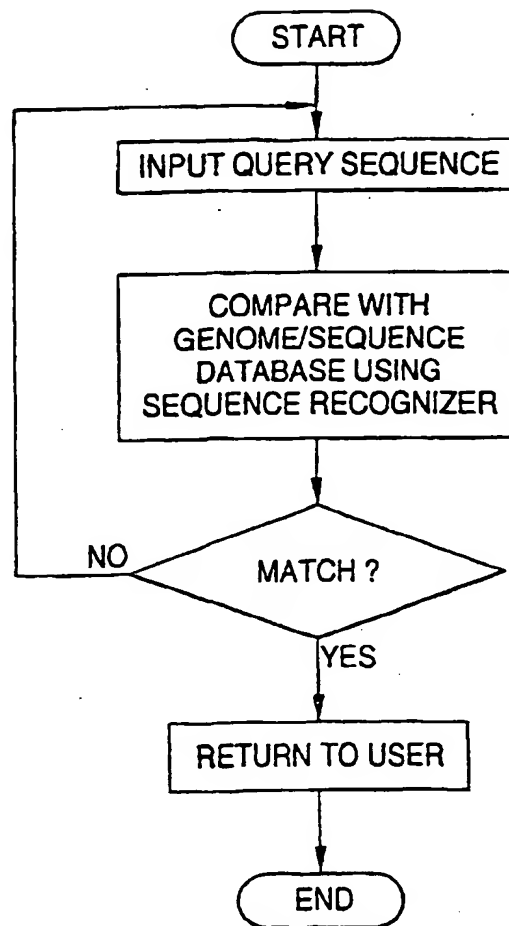 START
INPUT QUERY SEQUENCE
COMPARE WITH
GENOME/SEQUENCE
DATABASE USING
SEQUENCE RECOGNIZER
NO
MATCH ?
YES
RETURN TO USER
END